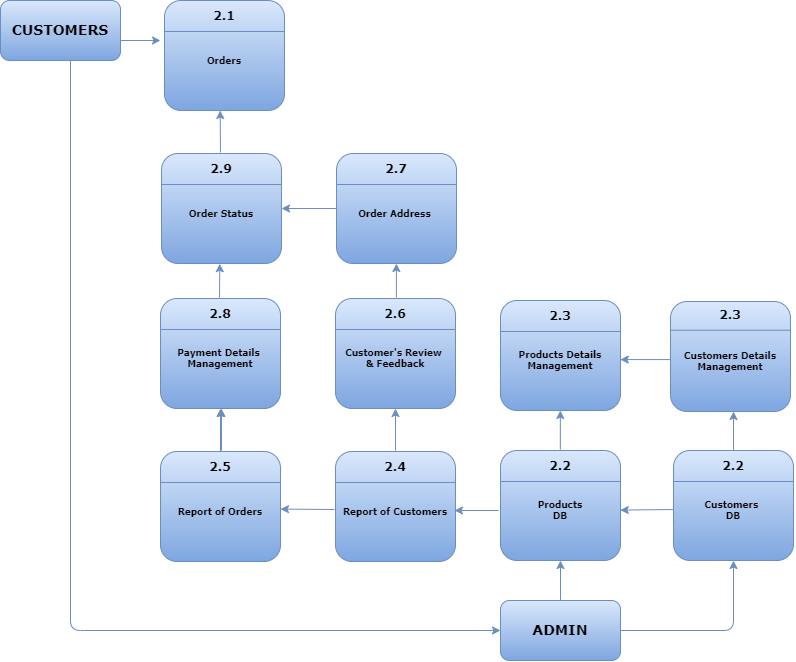 CUSTOMERS
2.1
Orders
2.9
Order Status
2.7
Order Address
2.8
Payment Details
Management
2.6
Customer's Review
& Feedback
2.3
Products Details
Management
2.3
Customers Details
Management
2.5
Report of Orders
2.4
Report of Customers
2.2
Products
DB
2.2
Customers
DB
ADMIN